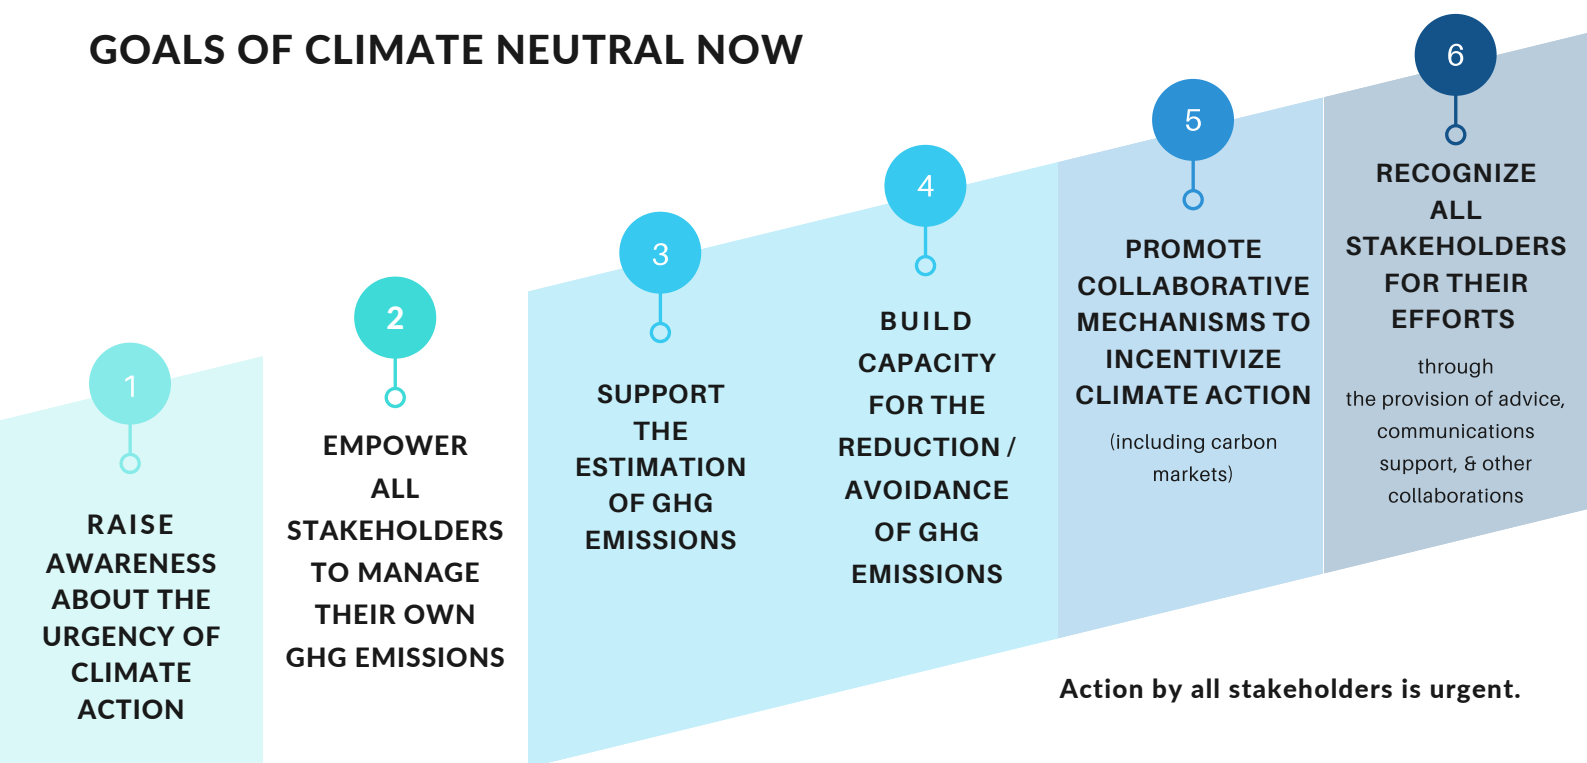 GOALS OF CLIMATE NEUTRAL NOW
1
RAISE
AWARENESS
ABOUT THE
URGENCY OF
CLIMATE
ACTION
2
EMPOWER
ALL
STAKEHOLDERS
TO MANAGE
THEIR OWN
GHG EMISSIONS
3
SUPPORT
THE
ESTIMATION
OF GHG
EMISSIONS
4
BUILD
CAPACITY
FOR THE
REDUCTION /
AVOIDANCE
OF GHG
EMISSIONS
5
PROMOTE
COLLABORATIVE
MECHANISMS TO
INCENTIVIZE
CLIMATE ACTION
(including carbon
markets)
6
RECOGNIZE
ALL
STAKEHOLDERS
FOR THEIR
EFFORTS
through
the provision of advice,
communications
support, & other
collaborations
Action by all stakeholders is urgent.